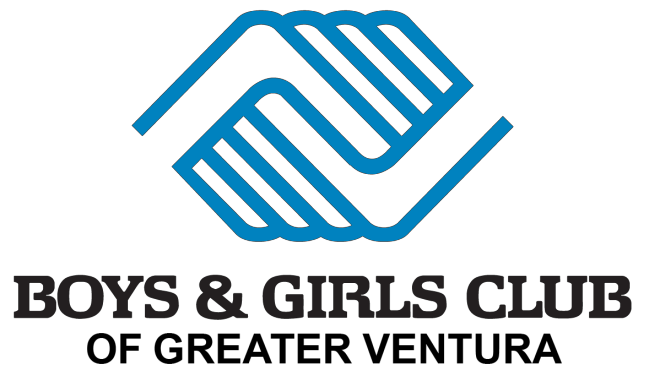 BOYS & GIRLS CLUB
OF GREATER VENTURA